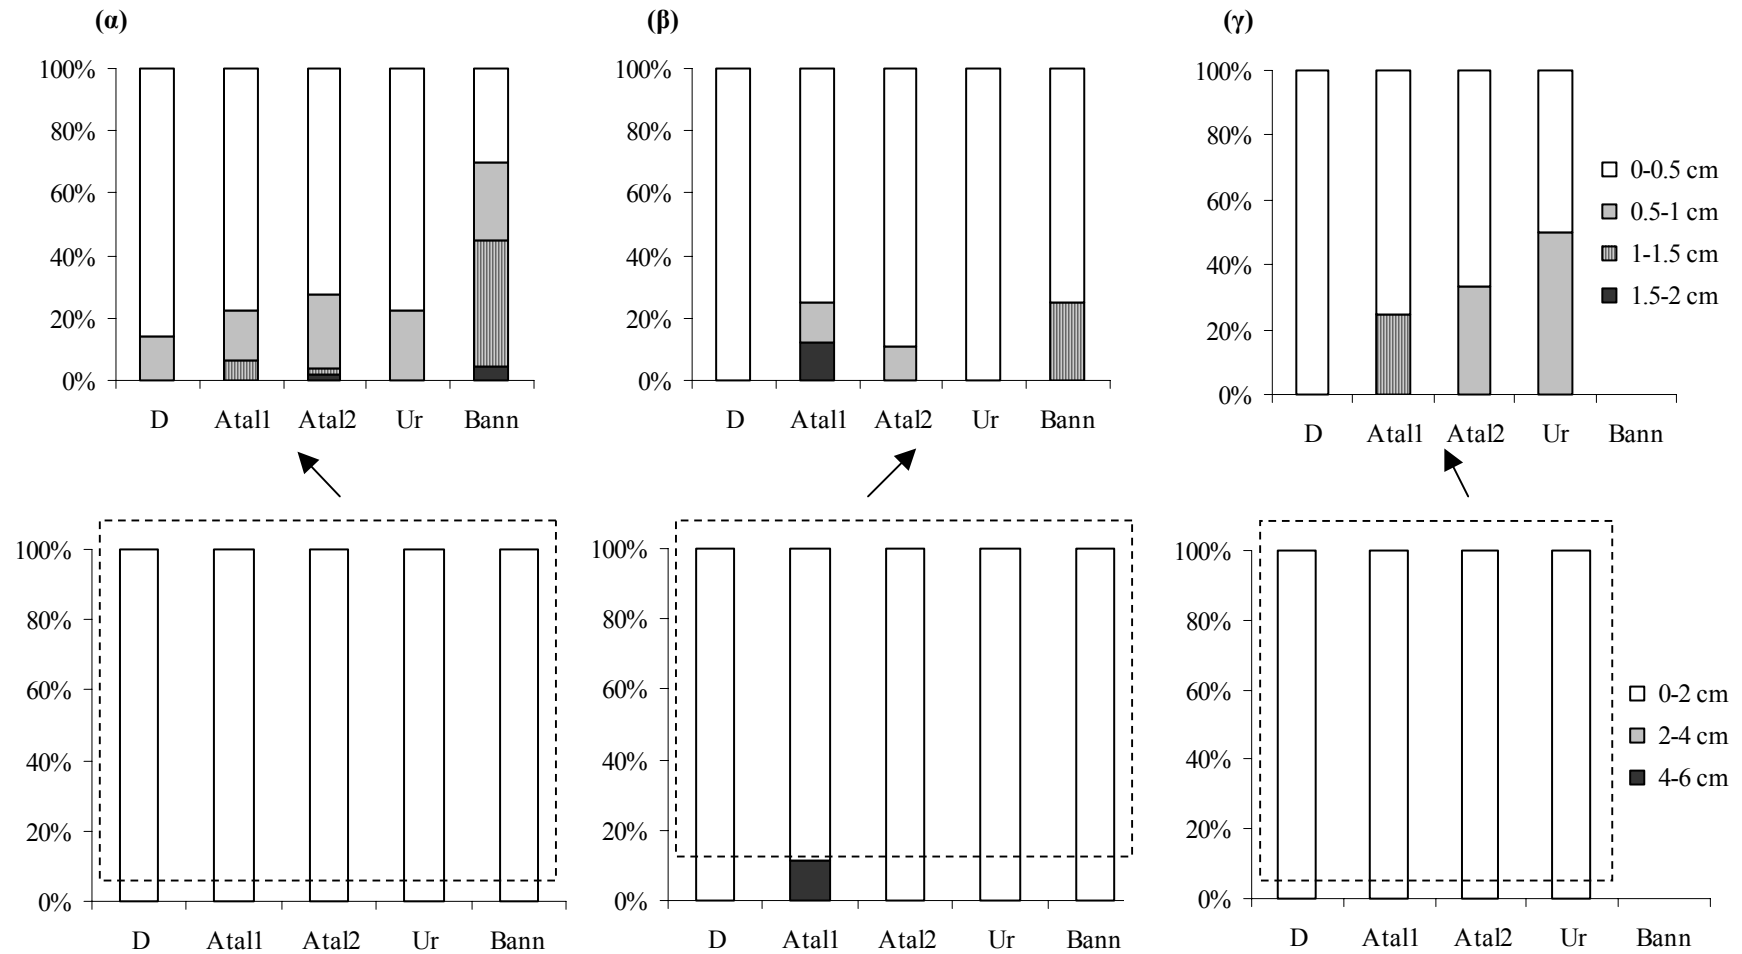 (α)
(β)
(γ)
100%
80%
60%
40%
20%
0%
D Atal1 Atal2 Ur Bann
100%
80%
60%
40%
20%
0%
D Atal1 Atal2 Ur Bann
100%
80%
60%
40%
20%
0%
D Atal1 Atal2 Ur Bann
0-0.5 cm
0.5-1 cm
1-1.5 cm
1.5-2 cm
100%
80%
60%
40%
20%
0%
D Atal1 Atal2 Ur Bann
100%
80%
60%
40%
20%
0%
D Atal1 Atal2 Ur Bann
100%
80%
60%
40%
20%
0%
D Atal1 Atal2 Ur Bann
0-2 cm
2-4 cm
4-6 cm